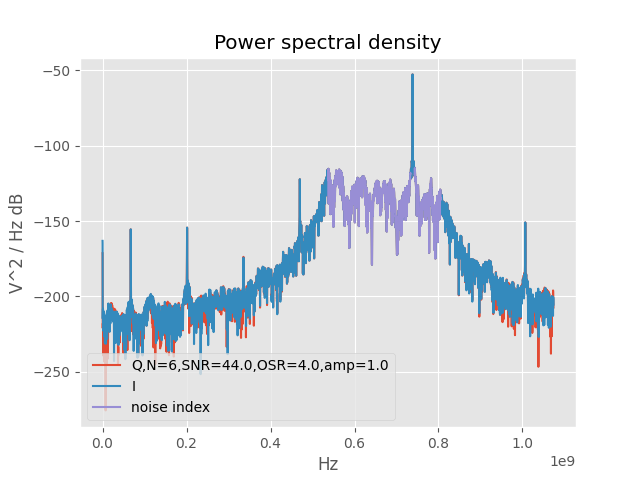 Power spectral density
V^2 / Hz dB
−50
−100
−150
−200
−250
Q,N=6,SNR=44.0,OSR=4.0,amp=1.0
I
noise index
0.0 0.2 0.4 0.6 0.8 1.0
1e9
Hz